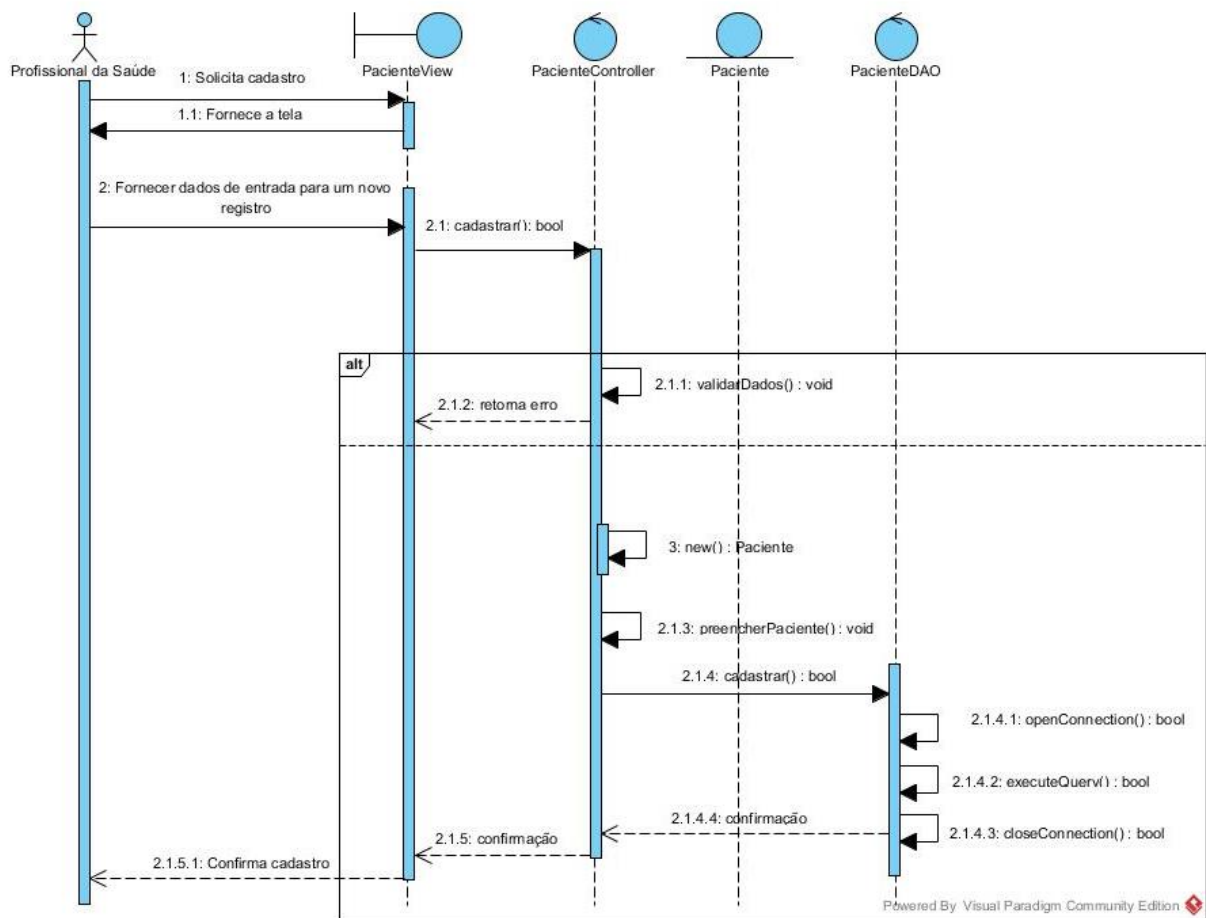 Profissional da Saúde
PacienteView
PacienteController
Paciente
PacienteDAO
1: Solicita cadastro
1.1: Fornece a tela
2: Fornecer dados de entrada para um novo
registro
2.1: cadastrar(): bool
alt
2.1.1: validarDados() : void
2.1.2: retorna erro
3: new() : Paciente
2.1.3: preencherPaciente() : void
2.1.4: cadastrar() : bool
2.1.4.1: openConnection() : bool
2.1.4.2: executeQuery() : bool
2.1.4.4: confirmação
2.1.4.3: closeConnection() : bool
2.1.5: confirmação
2.1.5.1: Confirma cadastro
Powered By Visual Paradigm Community Edition